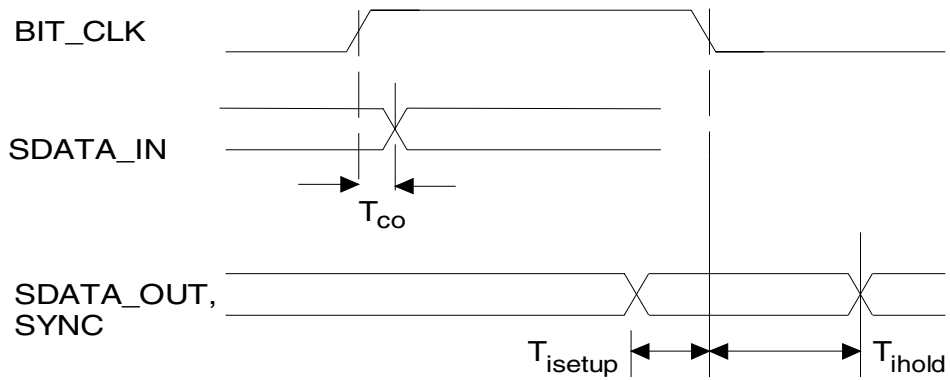 BIT_CLK
SDATA_IN
Tco
SDATA_OUT,
SYNC
Tisetup
Tihold